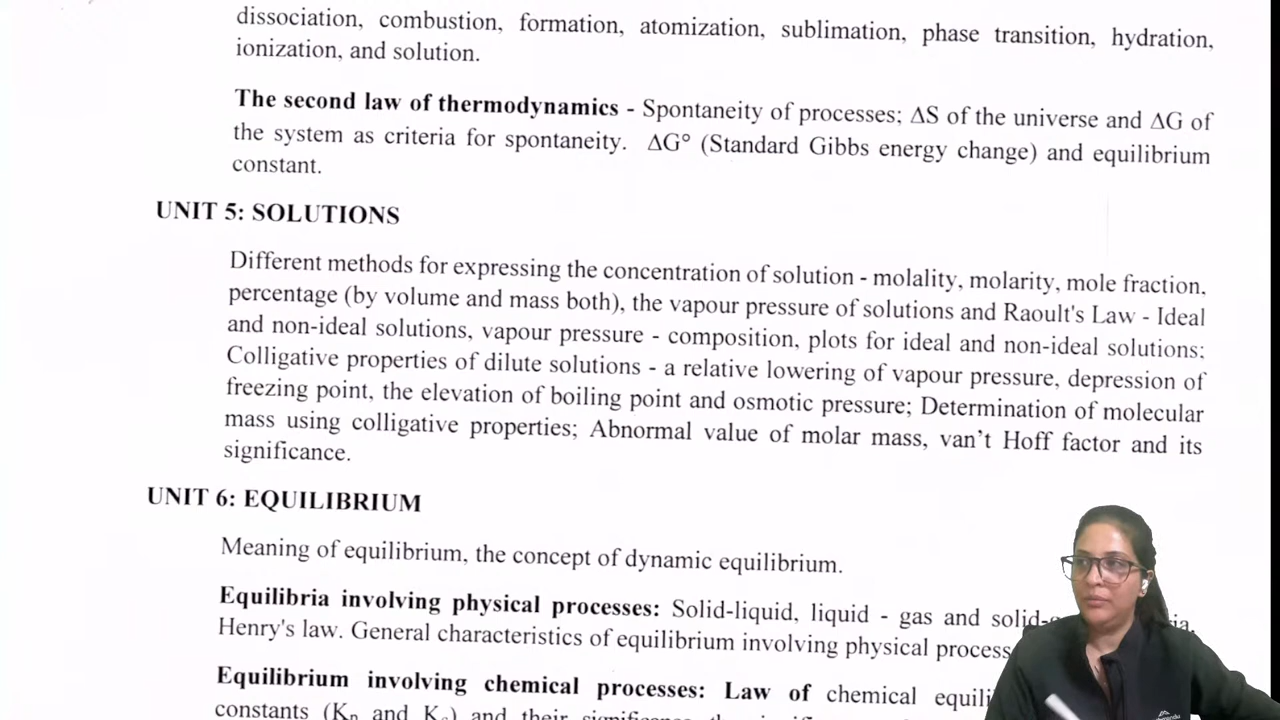 dissociation, combustion, formation, atomization, sublimation, phase transition, hydration,
ionization, and solution.
The second law of thermodynamics - Spontaneity of processes; ΔS of the universe and ΔG of
the system as criteria for spontaneity. ΔG° (Standard Gibbs energy change) and equilibrium
constant.
UNIT 5: SOLUTIONS
Different methods for expressing the concentration of solution - molality, molarity, mole fraction,
percentage (by volume and mass both), the vapour pressure of solutions and Raoult's Law - Ideal
and non-ideal solutions, vapour pressure - composition, plots for ideal and non-ideal solutions;
Colligative properties of dilute solutions - a relative lowering of vapour pressure, depression of
freezing point, the elevation of boiling point and osmotic pressure; Determination of molecular
mass using colligative properties; Abnormal value of molar mass, van’t Hoff factor and its
significance.
UNIT 6: EQUILIBRIUM
Meaning of equilibrium, the concept of dynamic equilibrium.
Equilibria involving physical processes: Solid-liquid, liquid - gas and
Henry's law. General characteristics of equilibrium involving physical
Equilibrium involving chemical processes: Law of chemical
constants (Kp and Kc) and their